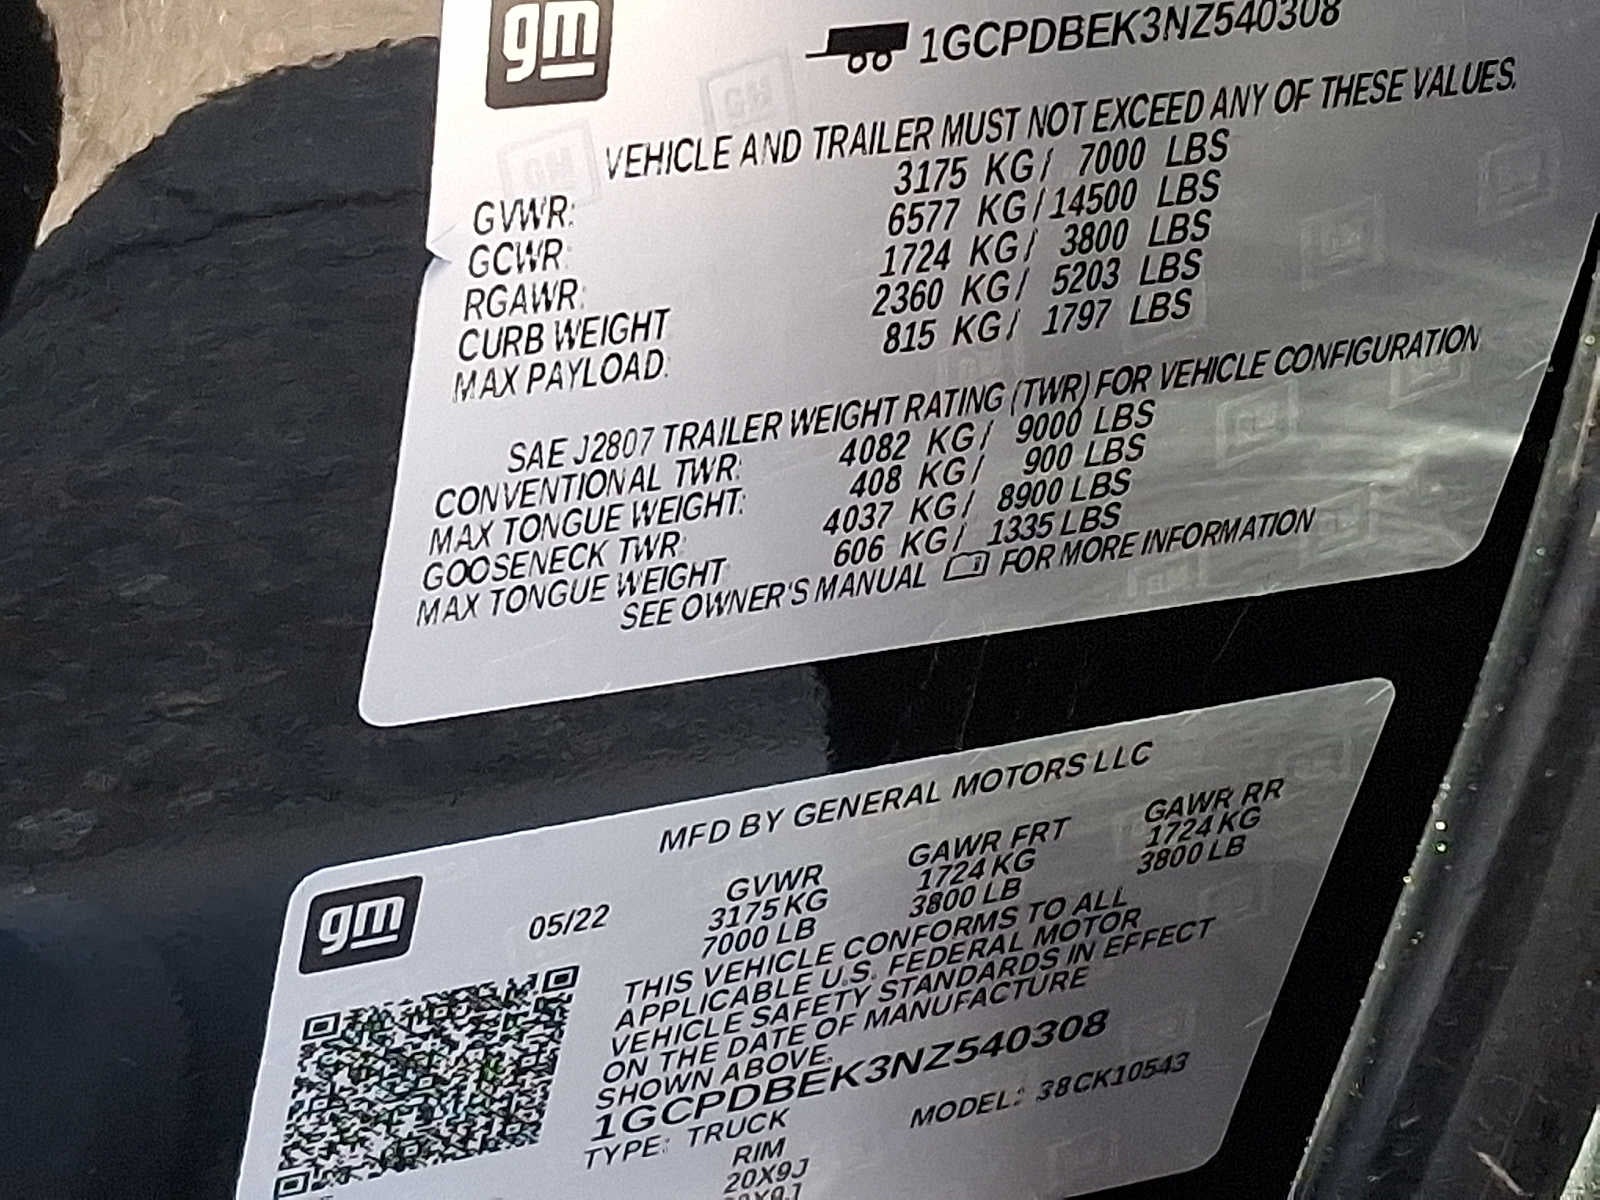 gm
1GCPDBEK3NZ540308
VEHICLE AND TRAILER MUST NOT EXCEED ANY OF THESE VALUES.
GVWR: 3175 KG/ 7000 LBS
GCWR: 6577 KG/14500 LBS
RGAWR: 1724 KG/ 3800 LBS
CURB WEIGHT 2360 KG/ 5203 LBS
MAX PAYLOAD: 815 KG/ 1797 LBS
SAE J2807 TRAILER WEIGHT RATING (TWR) FOR VEHICLE CONFIGURATION
CONVENTIONAL TWR: 4082 KG/ 9000 LBS
MAX TONGUE WEIGHT: 408 KG/ 900 LBS
GOOSENECK TWR: 4037 KG/ 8900 LBS
MAX TONGUE WEIGHT 606 KG/ 1335 LBS
SEE OWNER'S MANUAL FOR MORE INFORMATION
MFD BY GENERAL MOTORS LLC
gm
05/22
GVWR GAWR FRT GAWR RR
3175 KG 1724 KG 1724 KG
7000 LB 3800 LB 3800 LB
THIS VEHICLE CONFORMS TO ALL
APPLICABLE U.S. FEDERAL MOTOR
VEHICLE SAFETY STANDARDS IN EFFECT
ON THE DATE OF MANUFACTURE
SHOWN ABOVE.
1GCPDBEK3NZ540308
TYPE: TRUCK MODEL: 38CK10543
RIM
20X9J